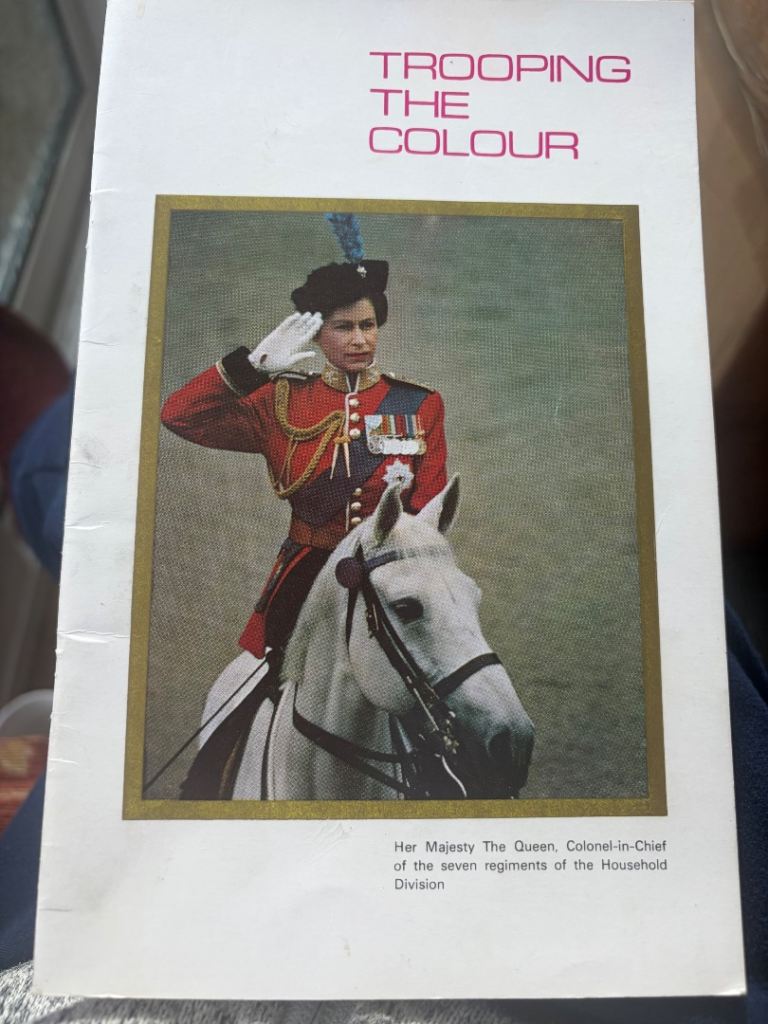 TROOPING
THE
COLOUR
Her Majesty The Queen, Colonel-in-Chief
of the seven regiments of the Household
Division